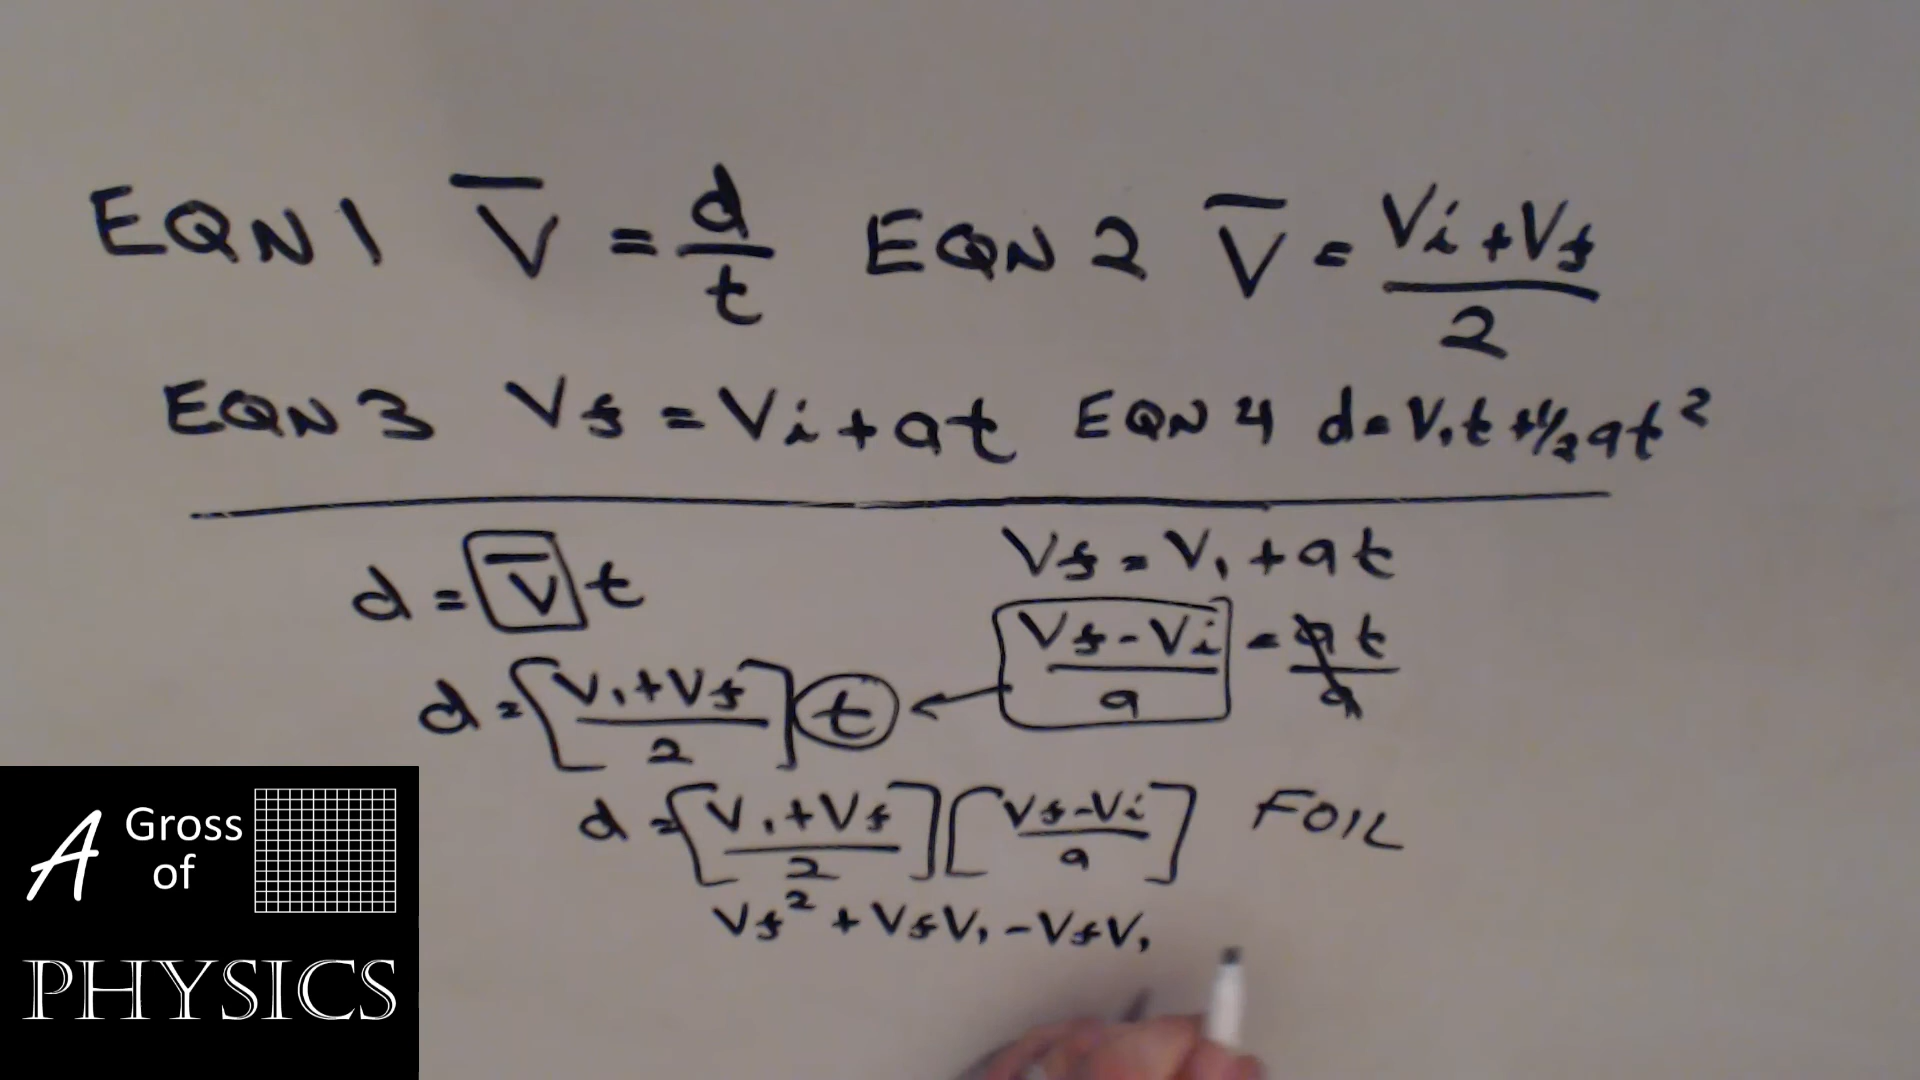 EQN 1 V̅ = d/t EQN 2 V̅ = (Vi + Vf)/2
EQN 3 Vf = Vi + at EQN 4 d = Vit + 1/2at²
d = V̅t
Vf = Vi + at
(Vf - Vi)/a = at/a
d = [(Vi + Vf)/2] t
d = [(Vi + Vf)/2] [(Vf - Vi)/a] FOIL
Vf² + VfVi - VfVi
A Gross
of
PHYSICS